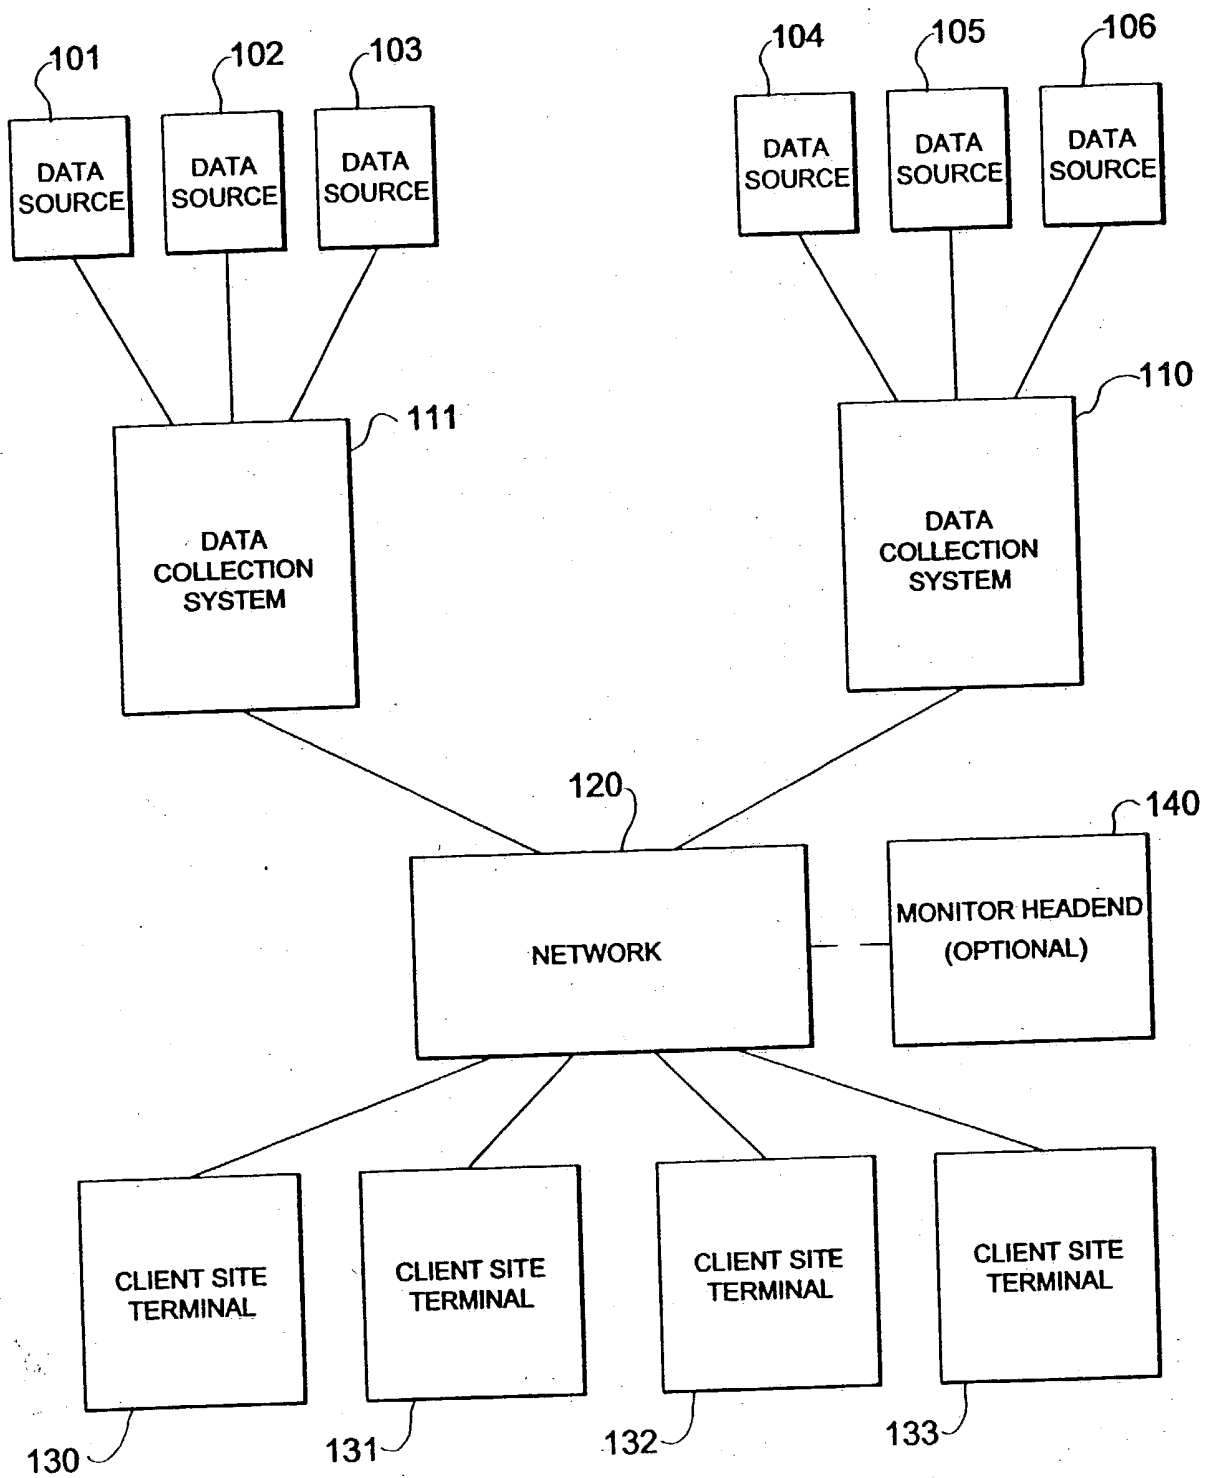 101
102
103
104
105
106
DATA
SOURCE
DATA
SOURCE
DATA
SOURCE
DATA
SOURCE
DATA
SOURCE
DATA
SOURCE
111
110
DATA
COLLECTION
SYSTEM
DATA
COLLECTION
SYSTEM
120
140
NETWORK
MONITOR HEADEND
(OPTIONAL)
CLIENT SITE
TERMINAL
CLIENT SITE
TERMINAL
CLIENT SITE
TERMINAL
CLIENT SITE
TERMINAL
130
131
132
133